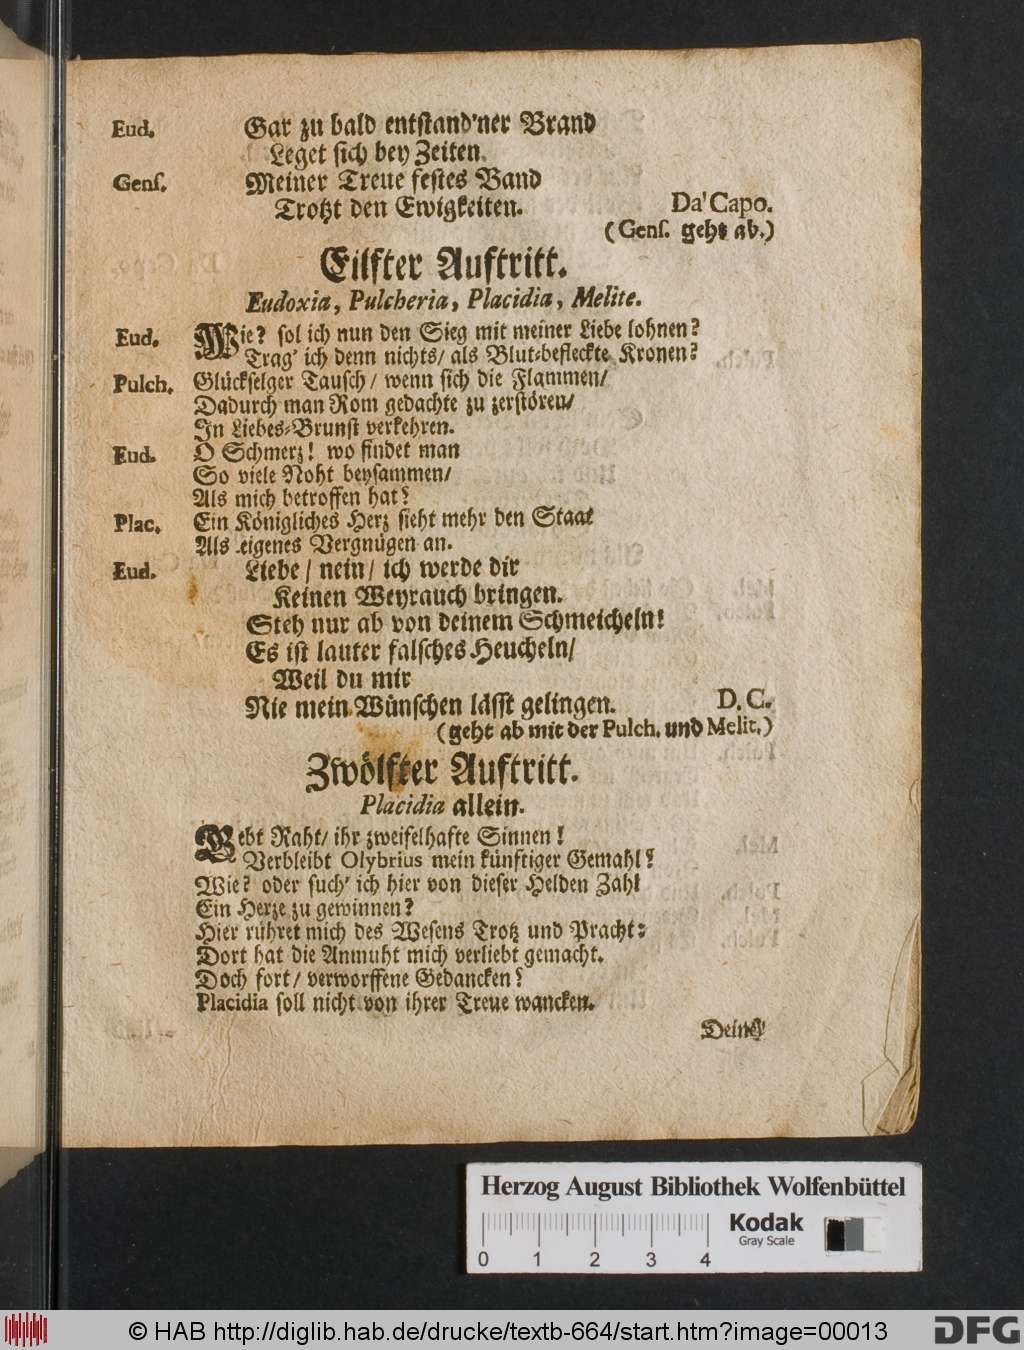 Eud. Gar zu bald entstand'ner Brand
Leget sich bey Zeiten.
Gens. Meiner Treue festes Band
Trotzt den Ewigkeiten. Da' Capo.
(Gens. geht ab.)
Eilfter Auftritt.
Eudoxia, Pulcheria, Placidia, Melite.
Eud. Wie? sol ich nun den Sieg mit meiner Liebe lohnen?
Trag' ich denn nichts/ als Blut-befleckte Kronen?
Pulch. Glückselger Tausch/ wenn sich die Flammen/
Dadurch man Rom gedachte zu zerstören/
In Liebes-Brunst verkehren.
Eud. O Schmerz! wo findet man
So viele Noht beysammen/
Als mich betroffen hat?
Plac. Ein Königliches Herz sieht mehr den Staat
Als eigenes Vergnügen an.
Eud. Liebe/ nein/ ich werde dir
Keinen Weyrauch bringen.
Steh nur ab von deinem Schmeicheln!
Es ist lauter falsches Heucheln/
Weil du mir
Nie mein Wünschen lässt gelingen. D. C.
(geht ab mit der Pulch. und Melit.)
Zwölfter Auftritt.
Placidia allein.
Gebt Raht/ ihr zweifelhafte Sinnen!
Verbleibt Olybrius mein künftiger Gemahl?
Wie? oder such' ich hier von dieser Helden Zahl
Ein Herze zu gewinnen?
Hier rühret mich des Wesens Trotz und Pracht:
Dort hat die Anmuht mich verliebt gemacht.
Doch fort/ verworffene Gedancken!
Placidia soll nicht von ihrer Treue wancken.
Deine
Herzog August Bibliothek Wolfenbüttel
Kodak
Gray Scale
0 1 2 3 4
© HAB http://diglib.hab.de/drucke/textb-664/start.htm?image=00013
DFG